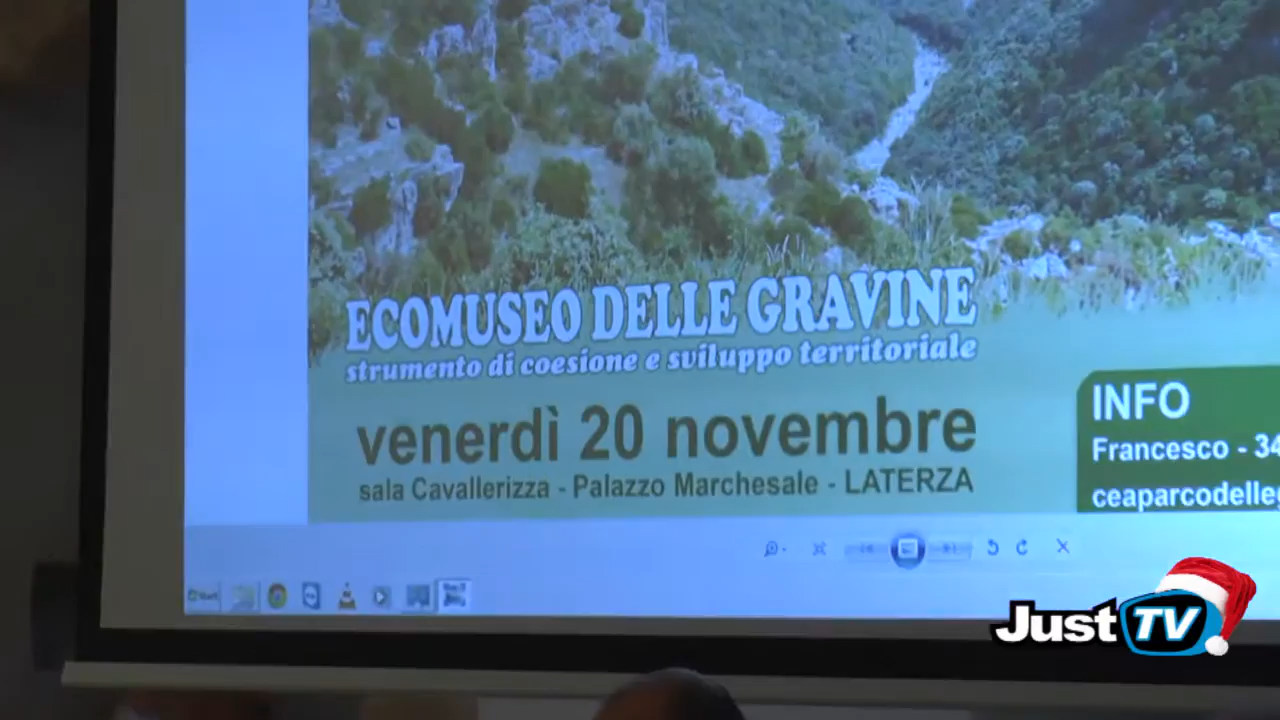 ECOMUSEO DELLE GRAVINE
strumento di coesione e sviluppo territoriale
venerdì 20 novembre
sala Cavallerizza - Palazzo Marchesale - LATERZA
INFO
Francesco - 34
ceaparcodelleg
Start
Just TV